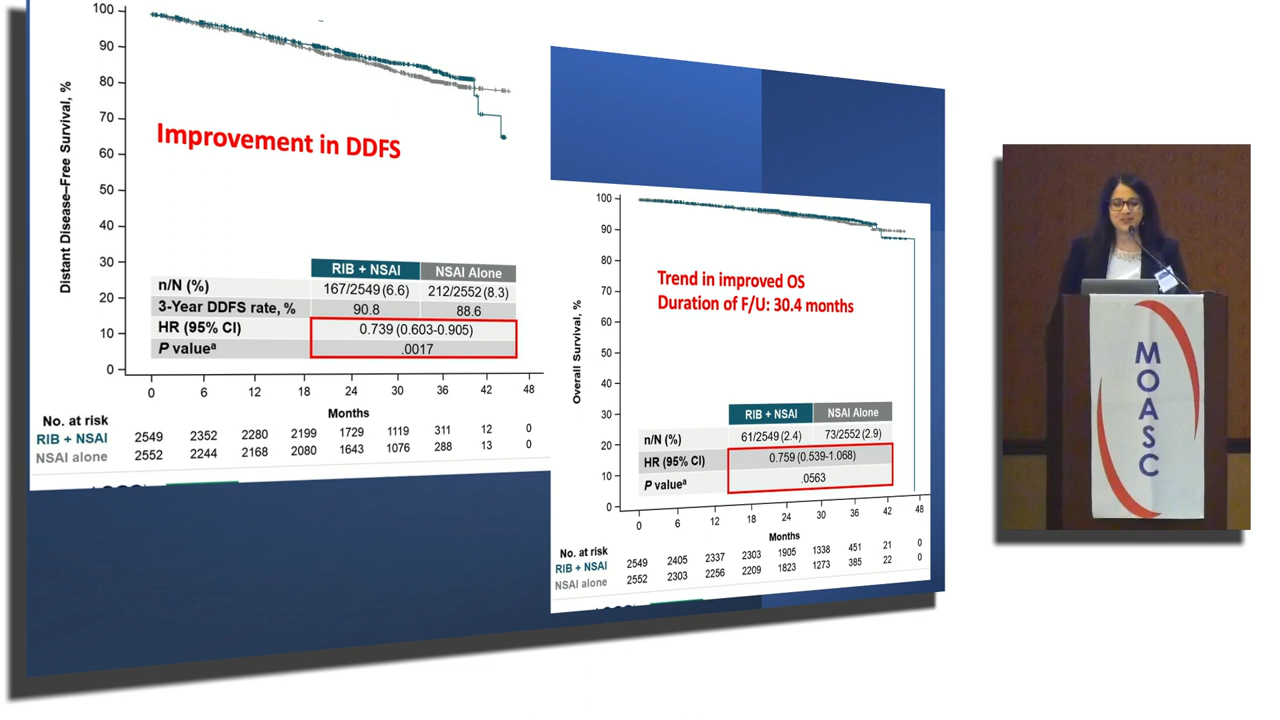 100
90
80
70
60
50
40
30
20
10
0
Distant Disease–Free Survival, %
Improvement in DDFS
RIB + NSAI NSAI Alone
n/N (%) 167/2549 (6.6) 212/2552 (8.3)
3-Year DDFS rate, % 90.8 88.6
HR (95% CI) 0.739 (0.603-0.905)
P valueᵃ .0017
0 6 12 18 24 30 36 42 48
Months
No. at risk
RIB + NSAI 2549 2352 2280 2199 1729 1119 311 12 0
NSAI alone 2552 2244 2168 2080 1643 1076 288 13 0
100
90
80
70
60
50
40
30
20
10
0
Overall Survival, %
Trend in improved OS
Duration of F/U: 30.4 months
RIB + NSAI NSAI Alone
n/N (%) 61/2549 (2.4) 73/2552 (2.9)
HR (95% CI) 0.759 (0.539-1.068)
P valueᵃ .0563
0 6 12 18 24 30 36 42 48
Months
No. at risk
RIB + NSAI 2549 2405 2337 2303 1905 1338 451 21 0
NSAI alone 2552 2303 2256 2209 1823 1273 385 22 0
MOASC